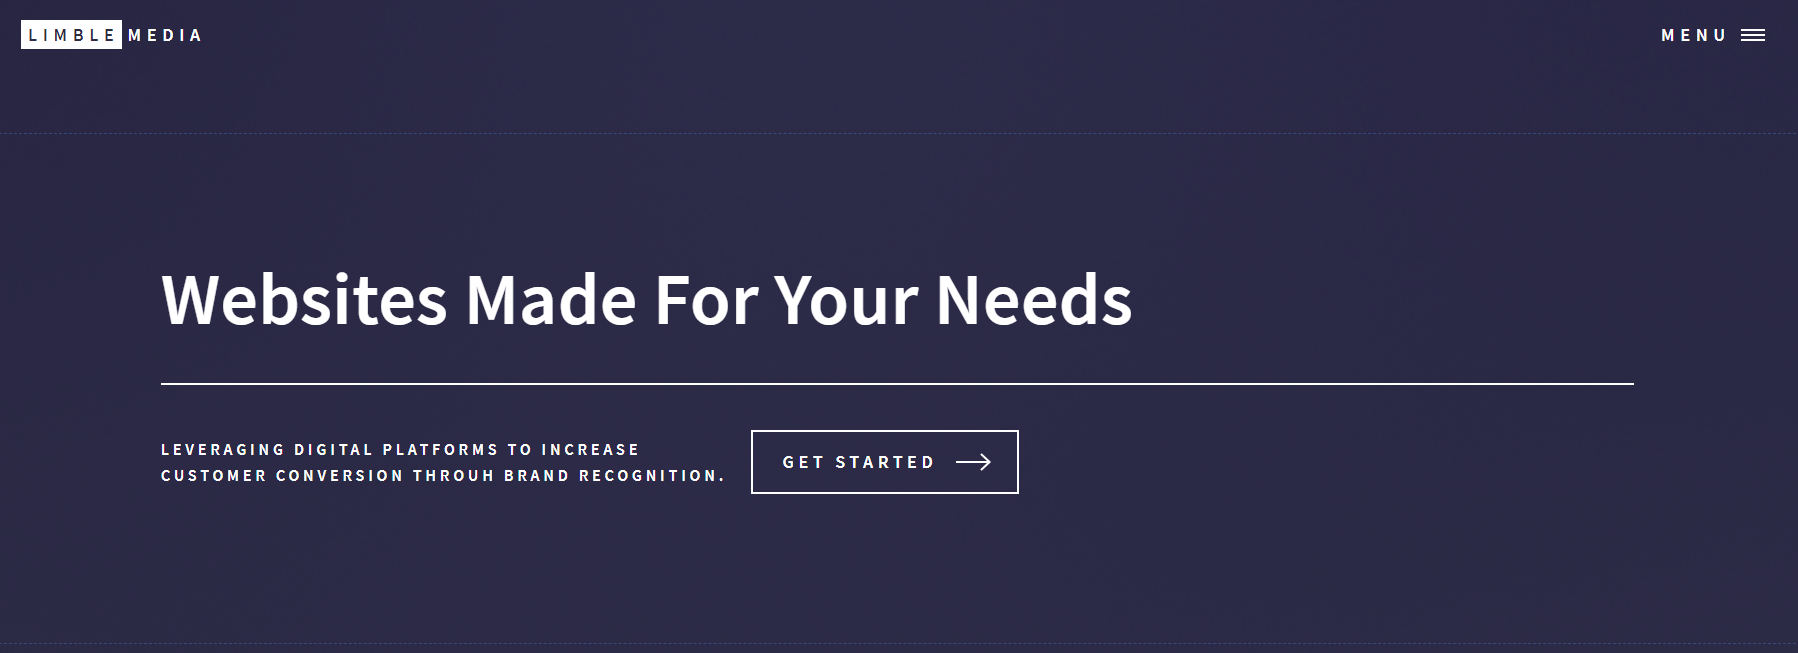 LIMBLE MEDIA
MENU
Websites Made For Your Needs
LEVERAGING DIGITAL PLATFORMS TO INCREASE
CUSTOMER CONVERSION THROUH BRAND RECOGNITION.
GET STARTED